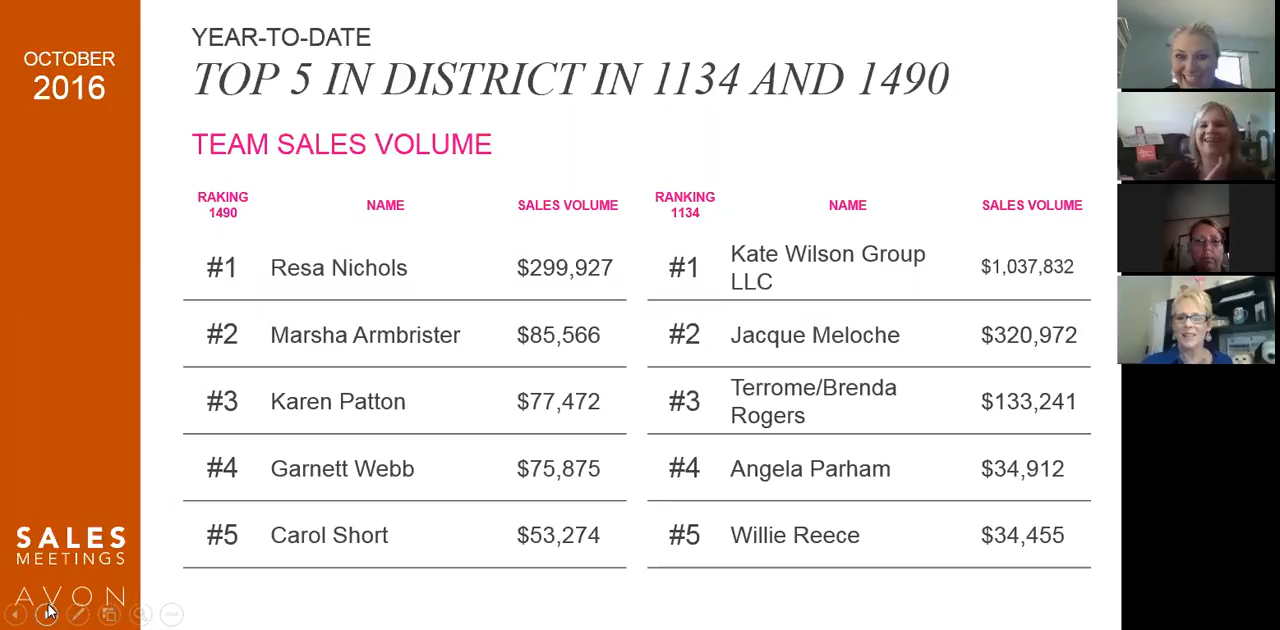 OCTOBER
2016
YEAR-TO-DATE
TOP 5 IN DISTRICT IN 1134 AND 1490
TEAM SALES VOLUME
RAKING
1490
NAME
SALES VOLUME
RANKING
1134
NAME
SALES VOLUME
#1 Resa Nichols $299,927
#1 Kate Wilson Group
LLC
$1,037,832
#2 Marsha Armbrister $85,566
#2 Jacque Meloche $320,972
#3 Karen Patton $77,472
#3 Terrome/Brenda
Rogers
$133,241
#4 Garnett Webb $75,875
#4 Angela Parham $34,912
#5 Carol Short $53,274
#5 Willie Reece $34,455
SALES
MEETINGS
AVON